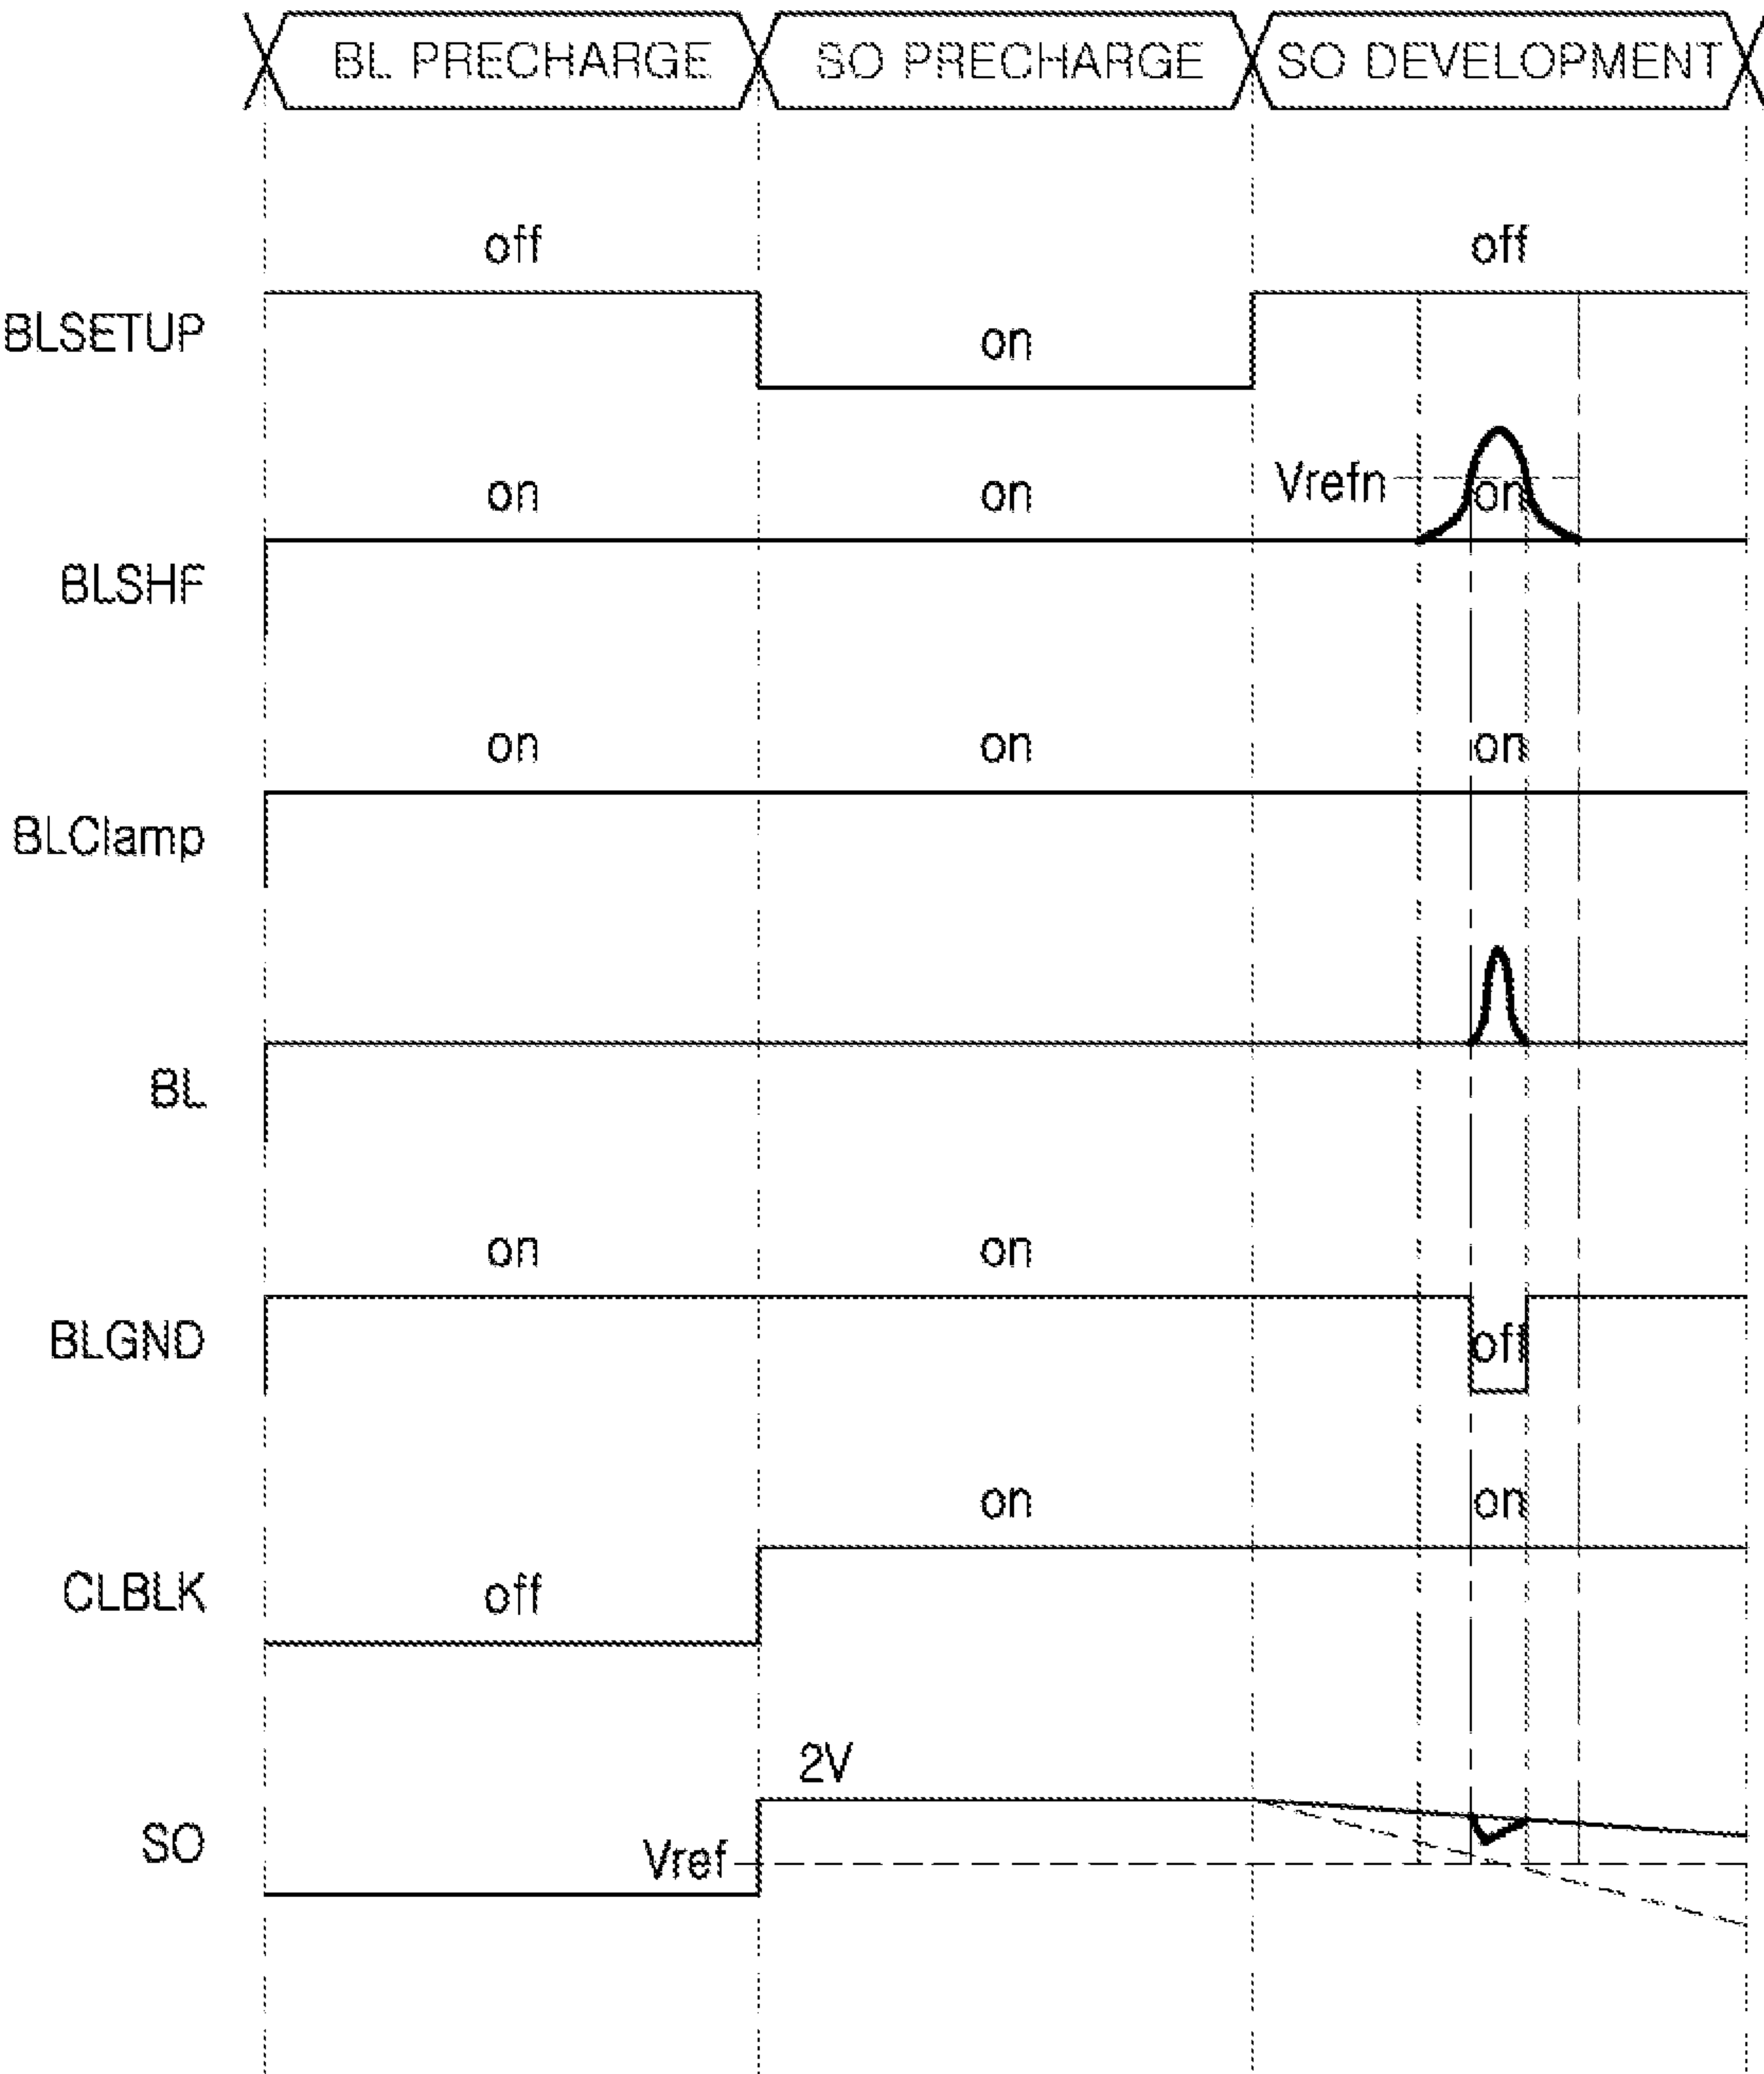 BL PRECHARGE SO PRECHARGE SO DEVELOPMENT
off off
BLSETUP on
on on Vrefn on
BLSHF
on on on
BLClamp
BL
on on
BLGND off
on on
CLBLK off
2V
SO Vref